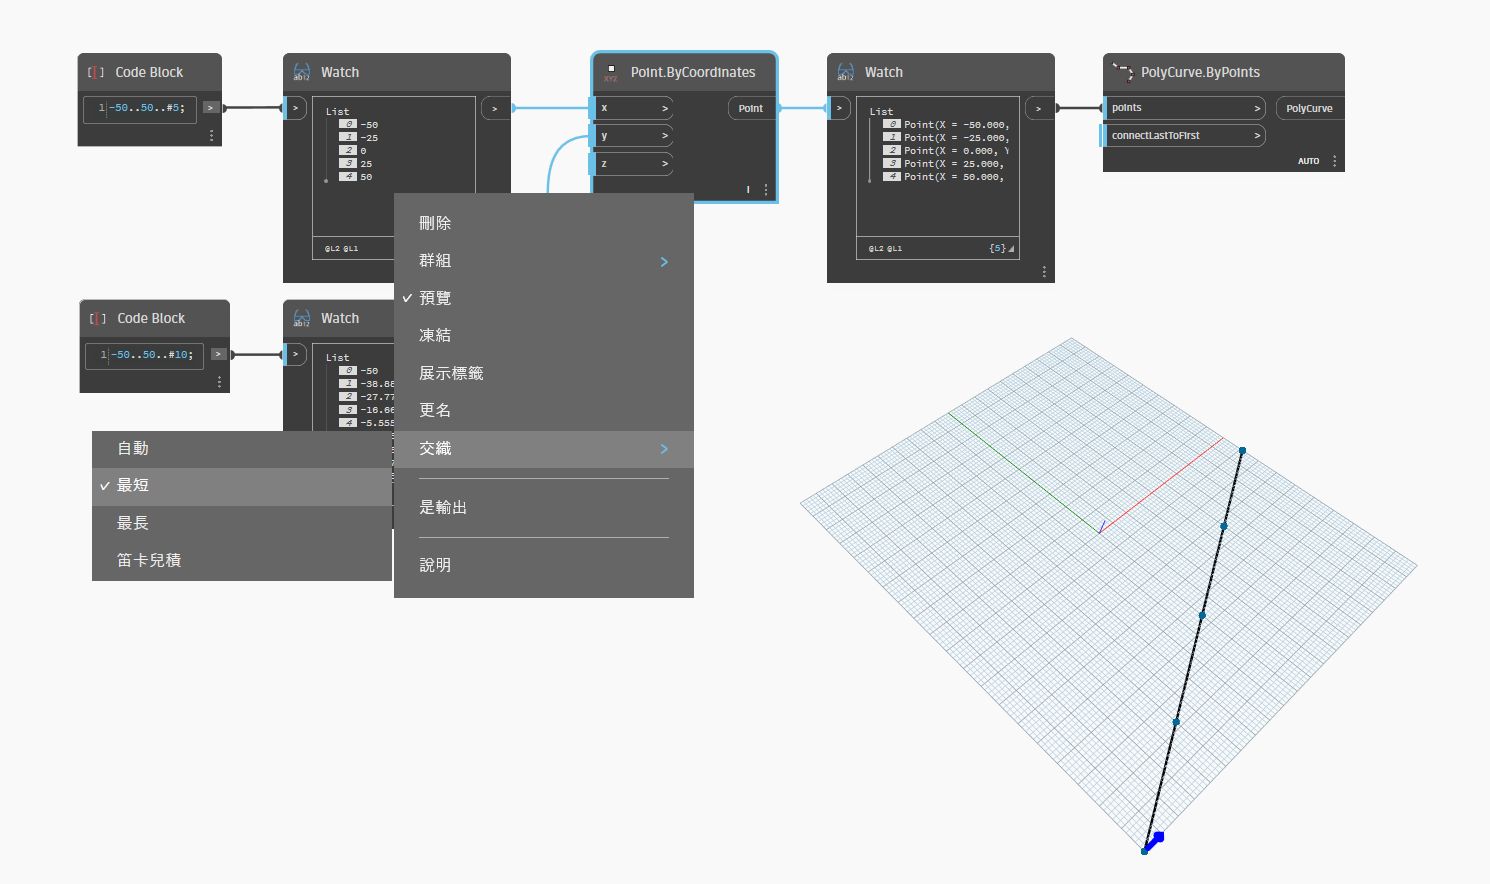 Code Block
1 -50..50..#5;
>
Watch
>
>
List
0 -50
1 -25
2 0
3 25
4 50
@L2 @L1
Point.ByCoordinates
x >
y >
z >
Point
Watch
>
>
List
0 Point(X = -50.000,
1 Point(X = -25.000,
2 Point(X = 0.000, Y
3 Point(X = 25.000,
4 Point(X = 50.000,
@L2 @L1
{5}
PolyCurve.ByPoints
points >
connectLastToFirst >
PolyCurve
AUTO
Code Block
1 -50..50..#10;
>
Watch
>
List
0 -50
1 -38.88
2 -27.77
3 -16.66
4 -5.555
刪除
群組 >
✓ 預覽
凍結
展示標籤
更名
交織 >
是輸出
說明
自動
✓ 最短
最長
笛卡兒積